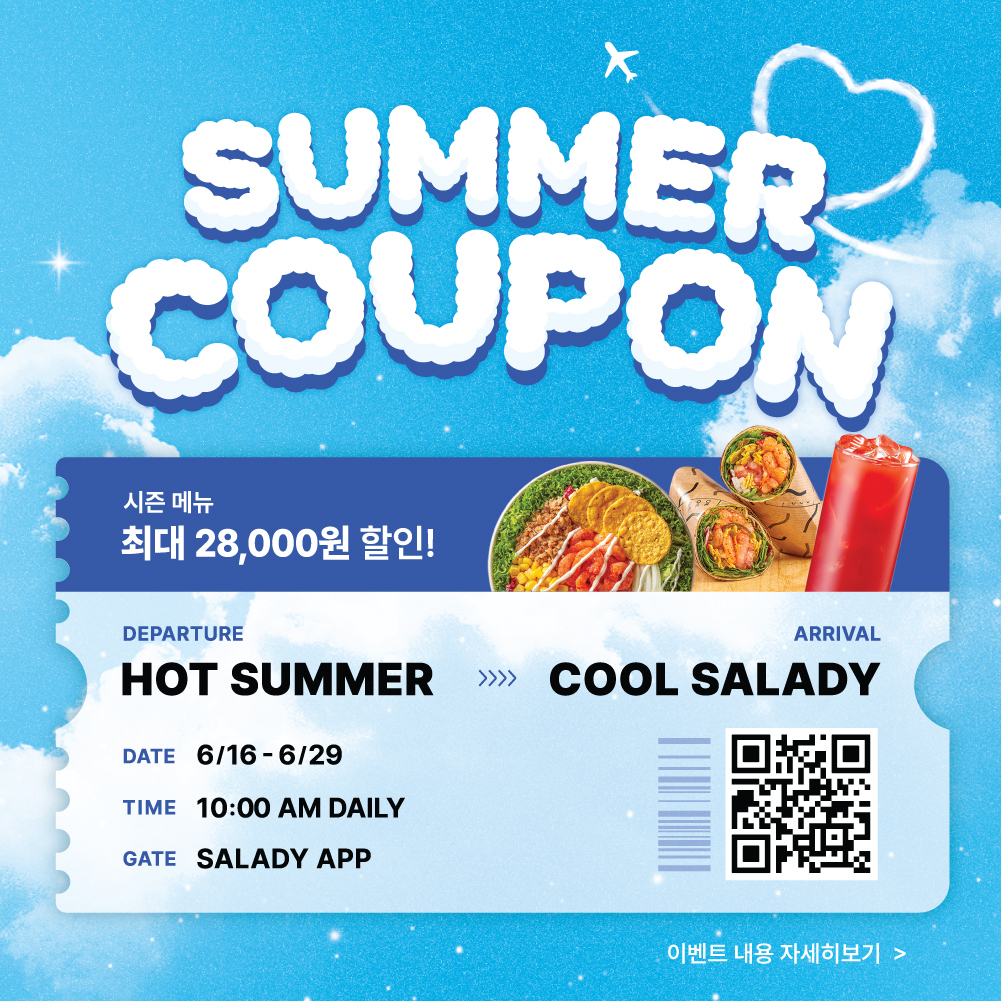 SUMMER
COUPON
시즌 메뉴
최대 28,000원 할인!
DEPARTURE
ARRIVAL
HOT SUMMER
COOL SALADY
DATE 6/16 - 6/29
TIME 10:00 AM DAILY
GATE SALADY APP
이벤트 내용 자세히보기 >